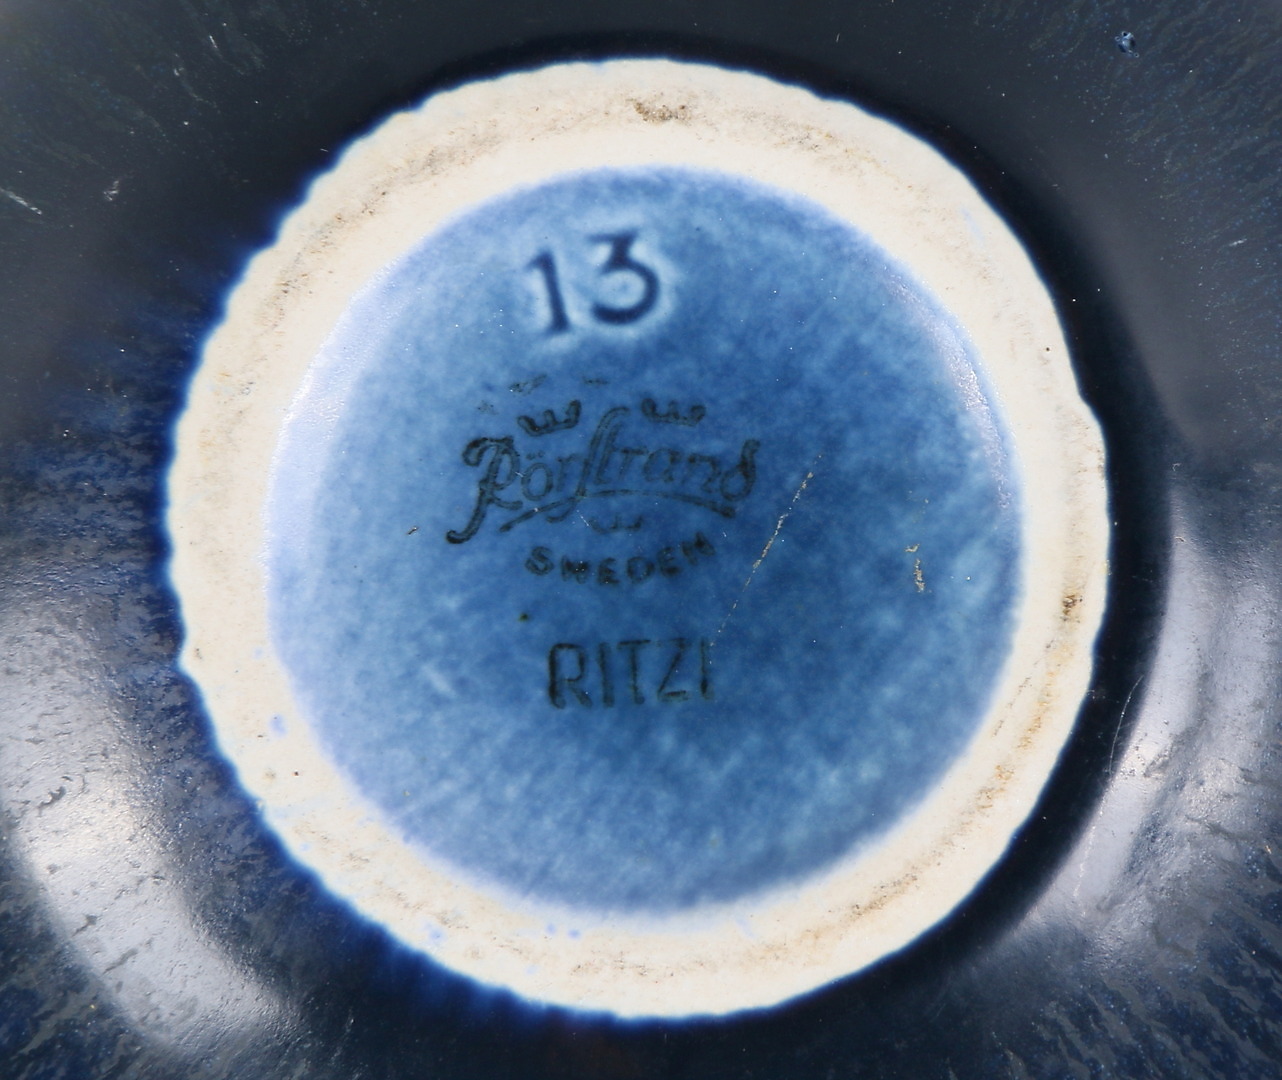 13
Rörstrand
SWEDEN
RITZI